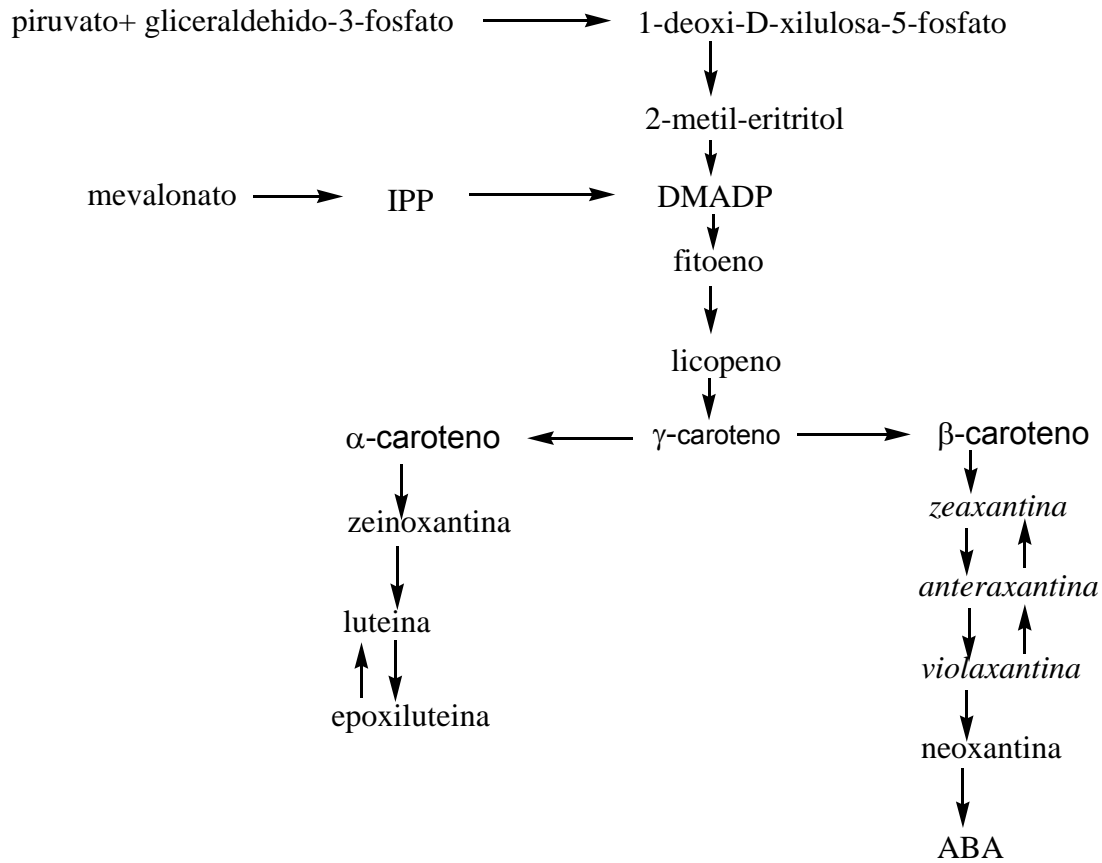 piruvato+ gliceraldehido-3-fosfato
1-deoxi-D-xilulosa-5-fosfato
2-metil-eritritol
mevalonato
IPP
DMADP
fitoeno
licopeno
α-caroteno
γ-caroteno
β-caroteno
zeinoxantina
luteina
epoxiluteina
zeaxantina
anteraxantina
violaxantina
neoxantina
ABA